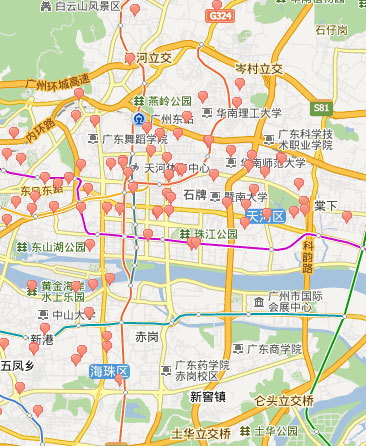 白云山风景区
G324
石仔岗
沙河立交
岑村立交
广州环城高速
燕岭公园
S81
广州东站
华南理工大学
内环路
广东舞蹈学院
广东科学技
术职业学院
天河体育中心
华南师范大学
东风东路
石牌
暨南大学
天河区
棠下
珠江公园
东山湖公园
科韵路
黄金海岸
水上乐园
广州市国际
会展中心
中山大学
新港
赤岗
广东商学院
五凤乡
海珠区
广东药学院
赤岗校区
新窖镇
仑头立交桥
土华立交桥
土华公园